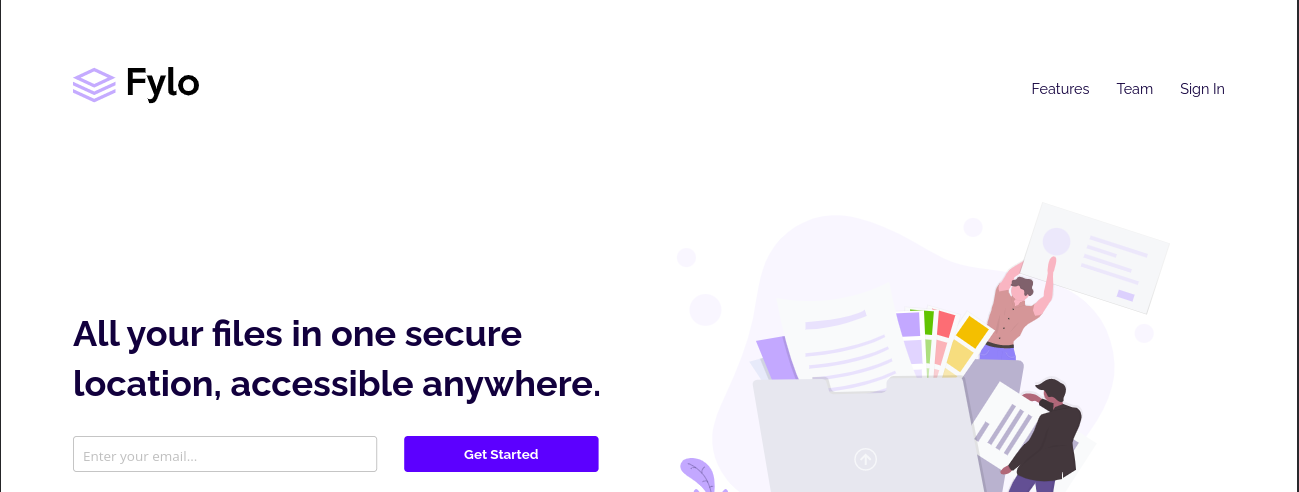 Fylo
Features Team Sign In
All your files in one secure
location, accessible anywhere.
Enter your email...
Get Started